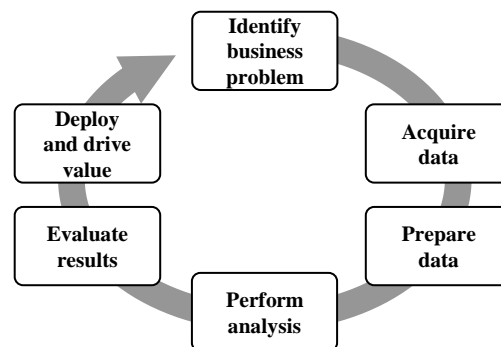 Identify
business
problem
Acquire
data
Prepare
data
Perform
analysis
Evaluate
results
Deploy
and drive
value